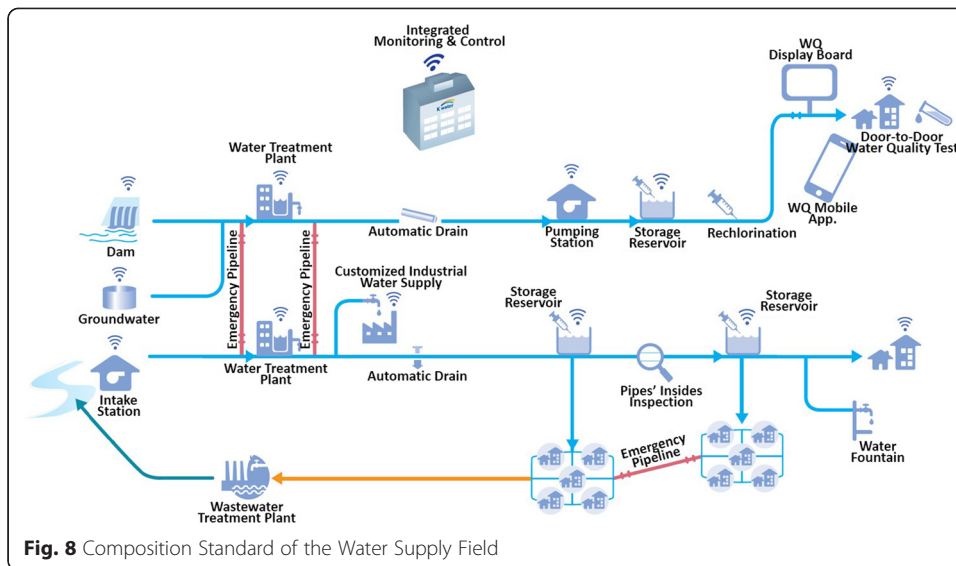 Integrated
Monitoring & Control
K water
WQ
Display Board
Water Treatment
Plant
Door-to-Door
Water Quality Test
WQ Mobile
App.
Dam
Automatic Drain
Pumping
Station
Storage
Reservoir
Rechlorination
Emergency Pipeline
Emergency Pipeline
Groundwater
Customized Industrial
Water Supply
Storage
Reservoir
Storage
Reservoir
Intake
Station
Water Treatment
Plant
Automatic Drain
Pipes' Insides
Inspection
Water
Fountain
Emergency
Pipeline
Wastewater
Treatment Plant
Fig. 8 Composition Standard of the Water Supply Field